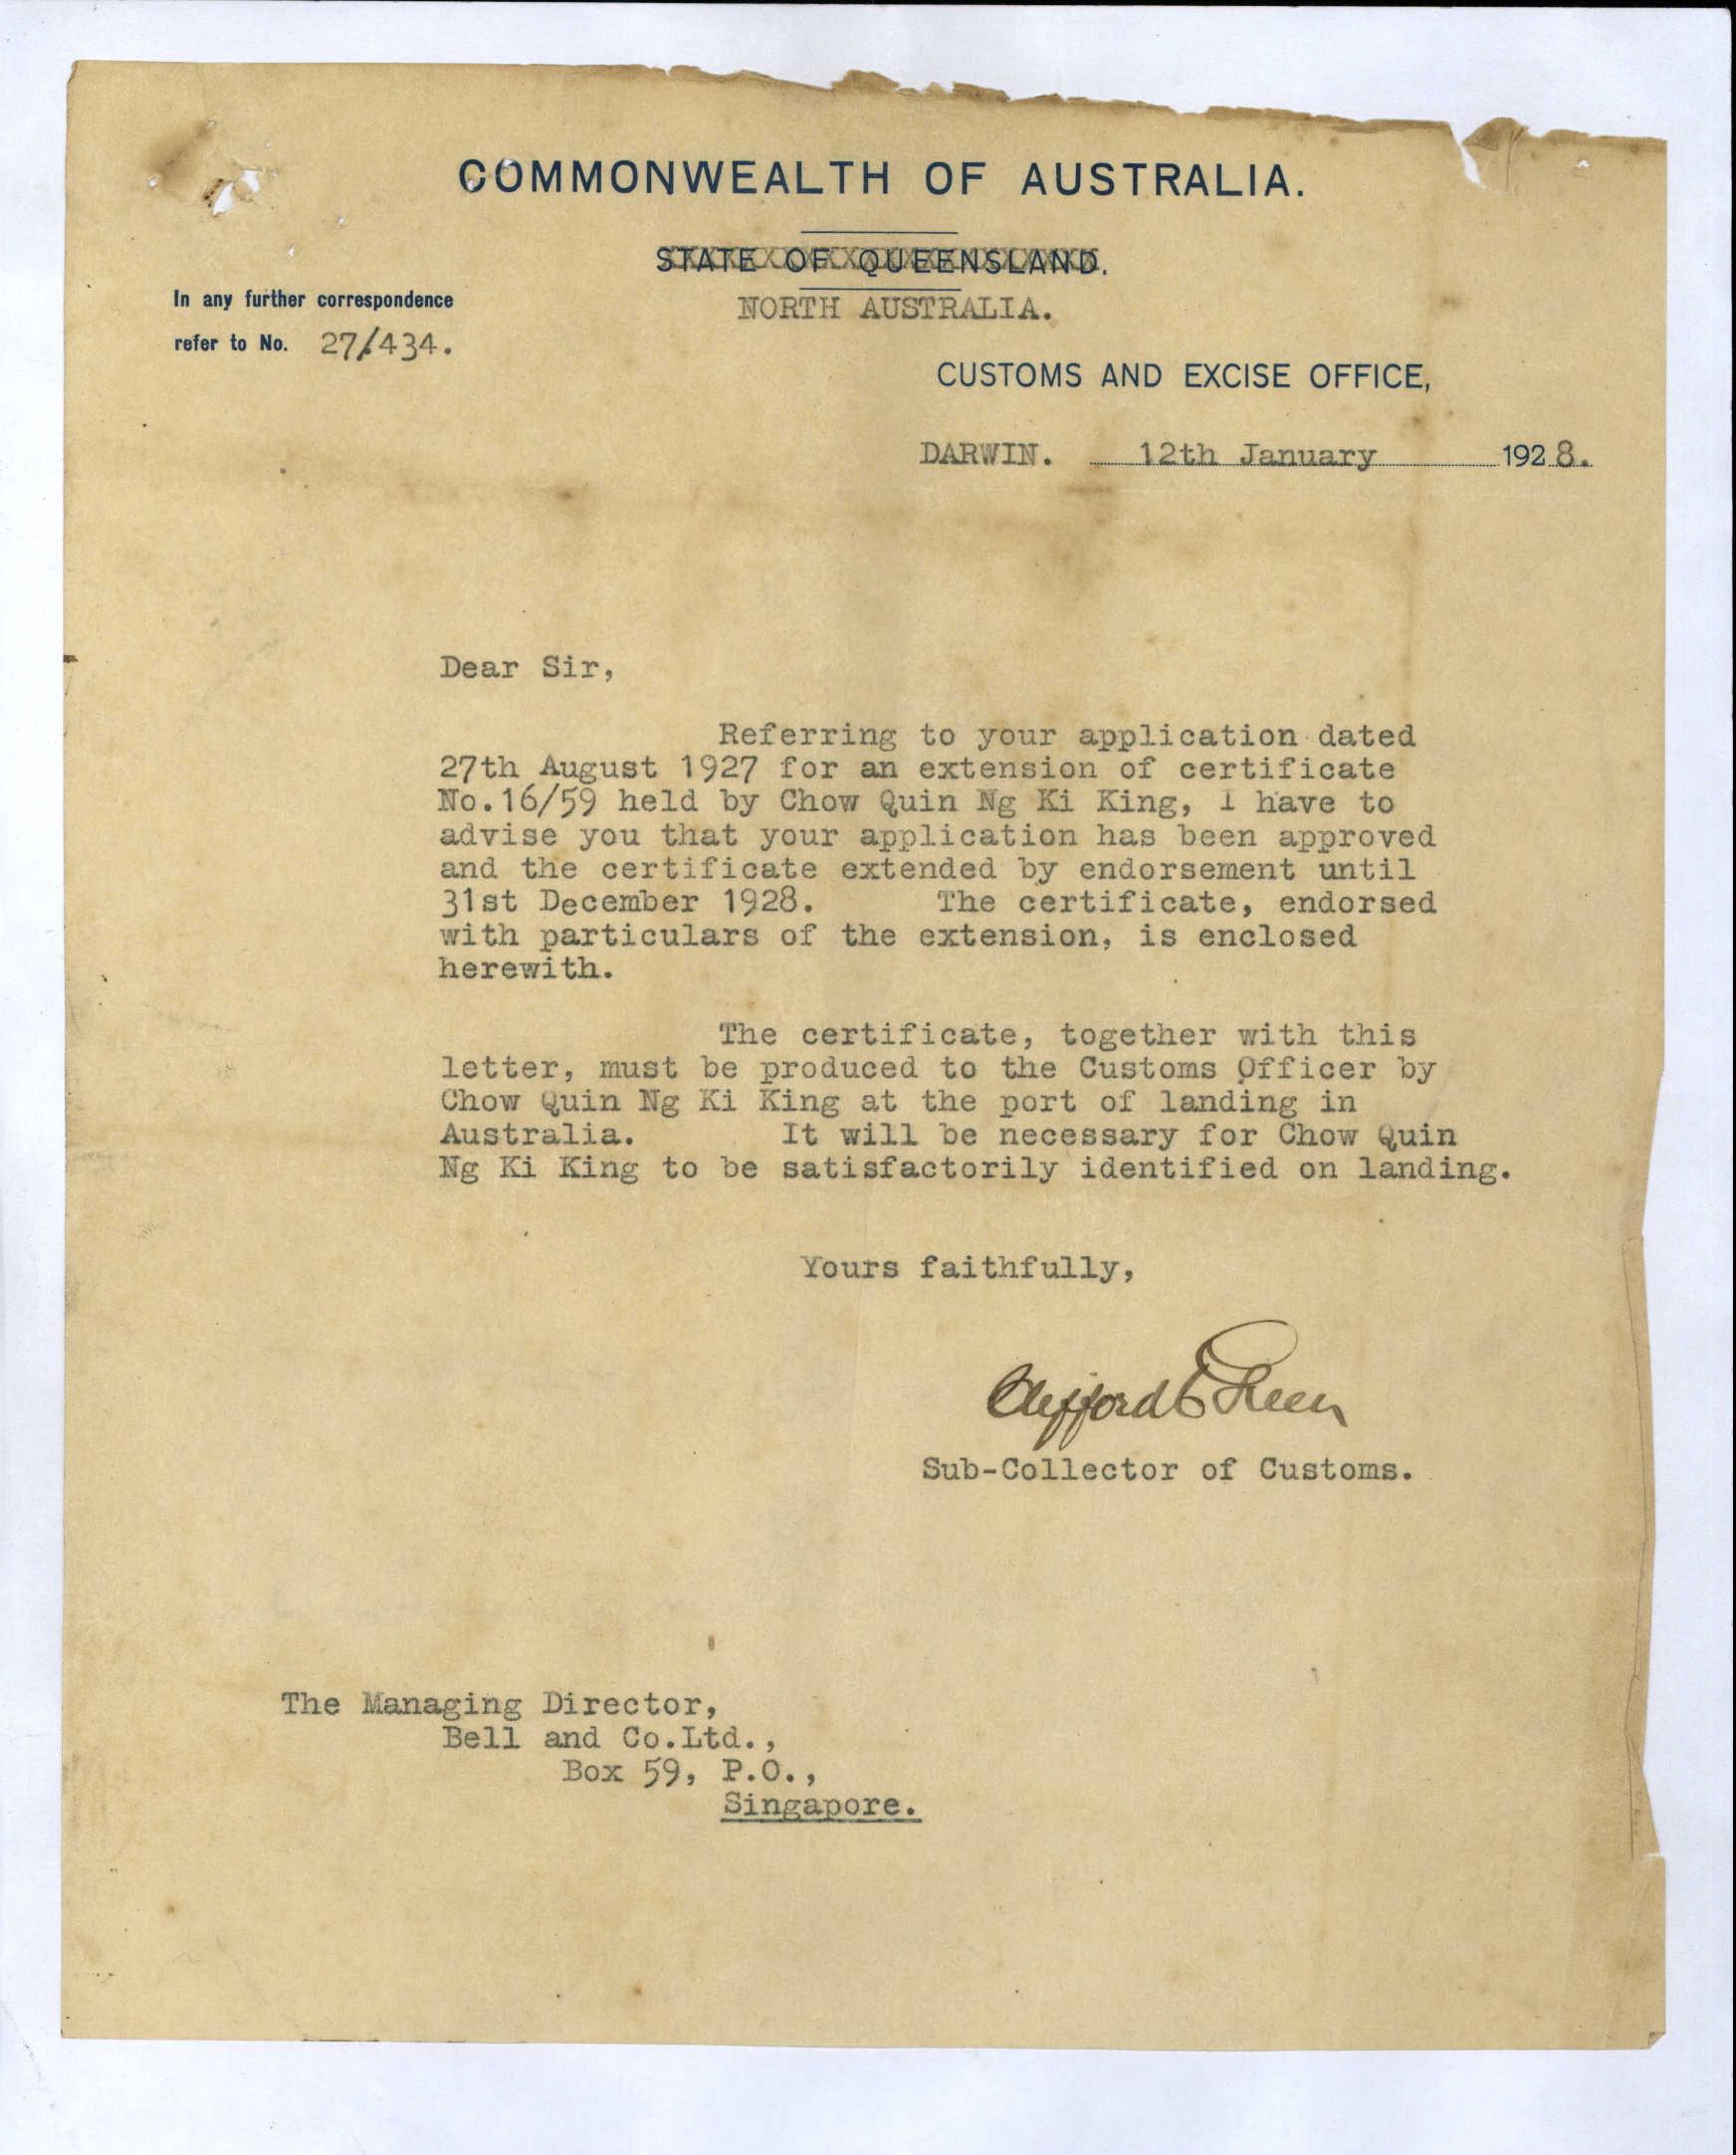 COMMONWEALTH OF AUSTRALIA.
STATE OF QUEENSLAND.
NORTH AUSTRALIA.
In any further correspondence
refer to No. 27/434.
CUSTOMS AND EXCISE OFFICE,
DARWIN. 12th January 1928.
Dear Sir,
Referring to your application dated
27th August 1927 for an extension of certificate
No.16/59 held by Chow Quin Ng Ki King, I have to
advise you that your application has been approved
and the certificate extended by endorsement until
31st December 1928. The certificate, endorsed
with particulars of the extension, is enclosed
herewith.
The certificate, together with this
letter, must be produced to the Customs Officer by
Chow Quin Ng Ki King at the port of landing in
Australia. It will be necessary for Chow Quin
Ng Ki King to be satisfactorily identified on landing.
Yours faithfully,
Clifford
Sub-Collector of Customs.
The Managing Director,
Bell and Co.Ltd.,
Box 59, P.O.,
Singapore.